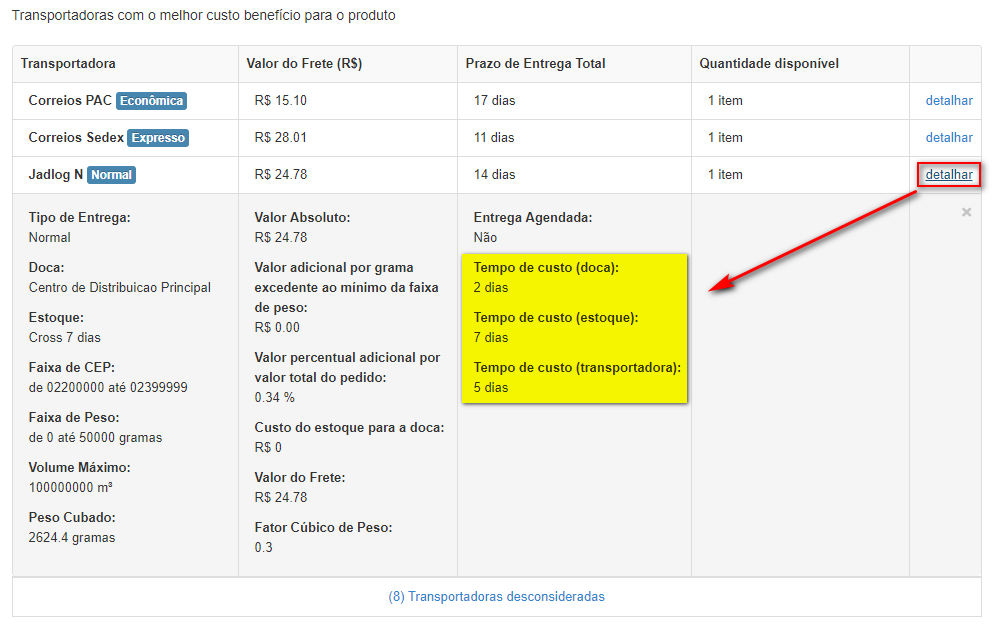 Transportadoras com o melhor custo benefício para o produto
Transportadora Valor do Frete (R$) Prazo de Entrega Total Quantidade disponível
Correios PAC Econômica R$ 15.10 17 dias 1 item detalhar
Correios Sedex Expresso R$ 28.01 11 dias 1 item detalhar
Jadlog N Normal R$ 24.78 14 dias 1 item detalhar
Tipo de Entrega:
Normal
Doca:
Centro de Distribuicao Principal
Estoque:
Cross 7 dias
Faixa de CEP:
de 02200000 até 02399999
Faixa de Peso:
de 0 até 50000 gramas
Volume Máximo:
100000000 m³
Peso Cubado:
2624.4 gramas
Valor Absoluto:
R$ 24.78
Valor adicional por grama
excedente ao mínimo da faixa
de peso:
R$ 0.00
Valor percentual adicional por
valor total do pedido:
0.34 %
Custo do estoque para a doca:
R$ 0
Valor do Frete:
R$ 24.78
Fator Cúbico de Peso:
0.3
Entrega Agendada:
Não
Tempo de custo (doca):
2 dias
Tempo de custo (estoque):
7 dias
Tempo de custo (transportadora):
5 dias
×
(8) Transportadoras desconsideradas